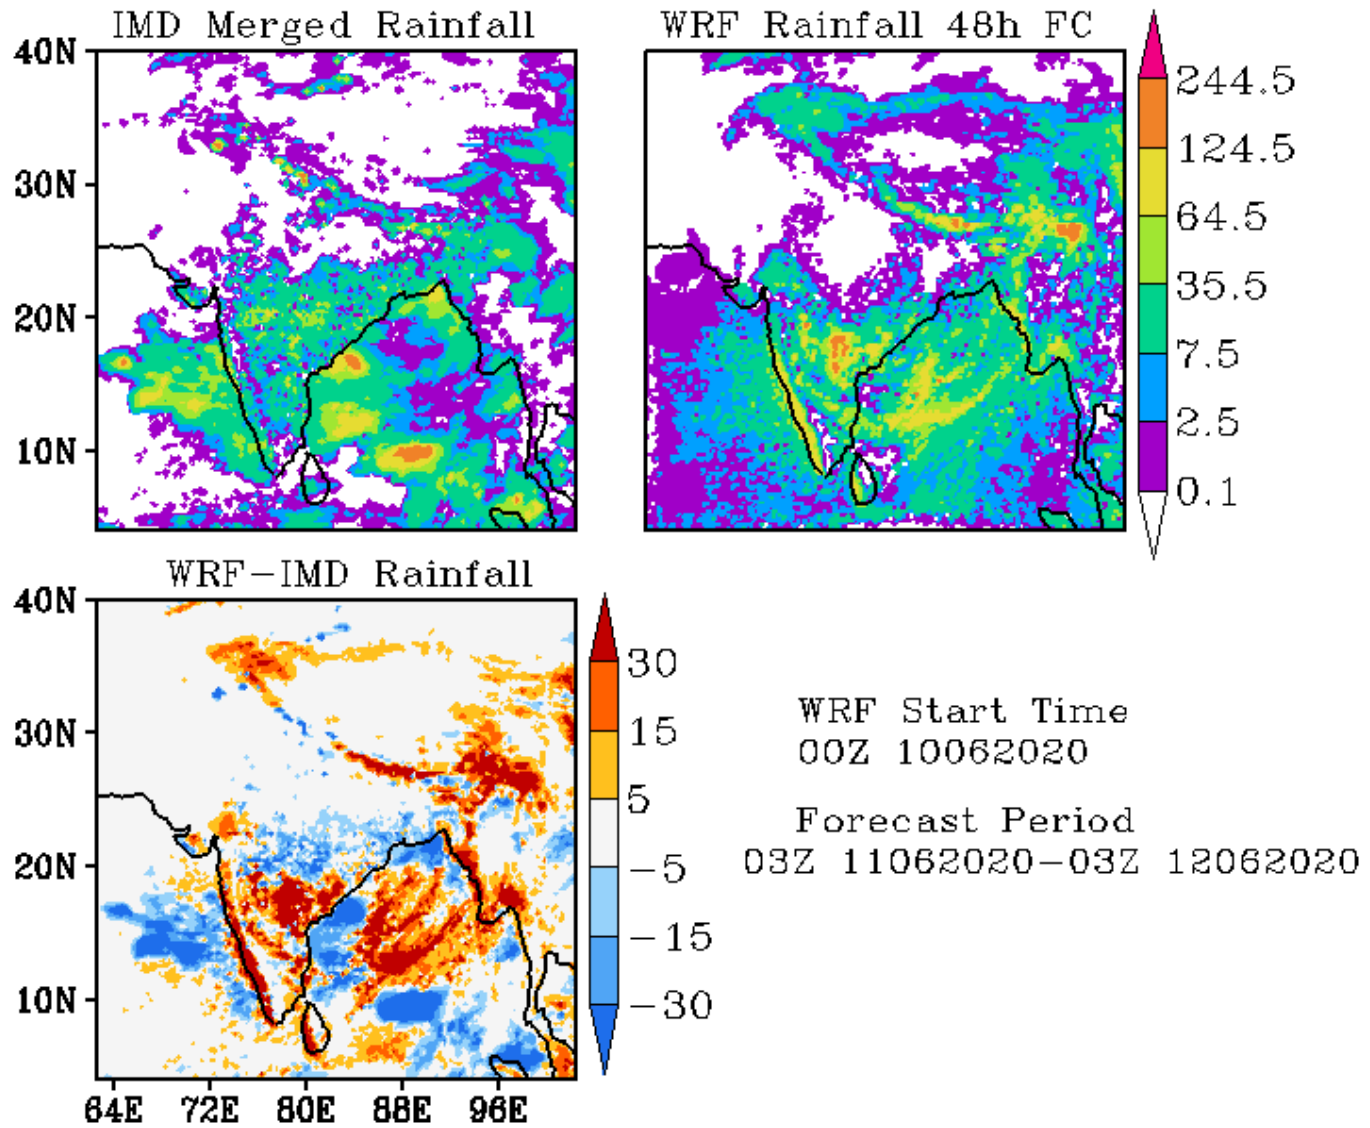 IMD Merged Rainfall
WRF Rainfall 48h FC
40N
30N
20N
10N
244.5
124.5
64.5
35.5
7.5
2.5
0.1
WRF-IMD Rainfall
40N
30N
20N
10N
64E 72E 80E 88E 96E
30
15
5
-5
-15
-30
WRF Start Time
00Z 10062020
Forecast Period
03Z 11062020-03Z 12062020